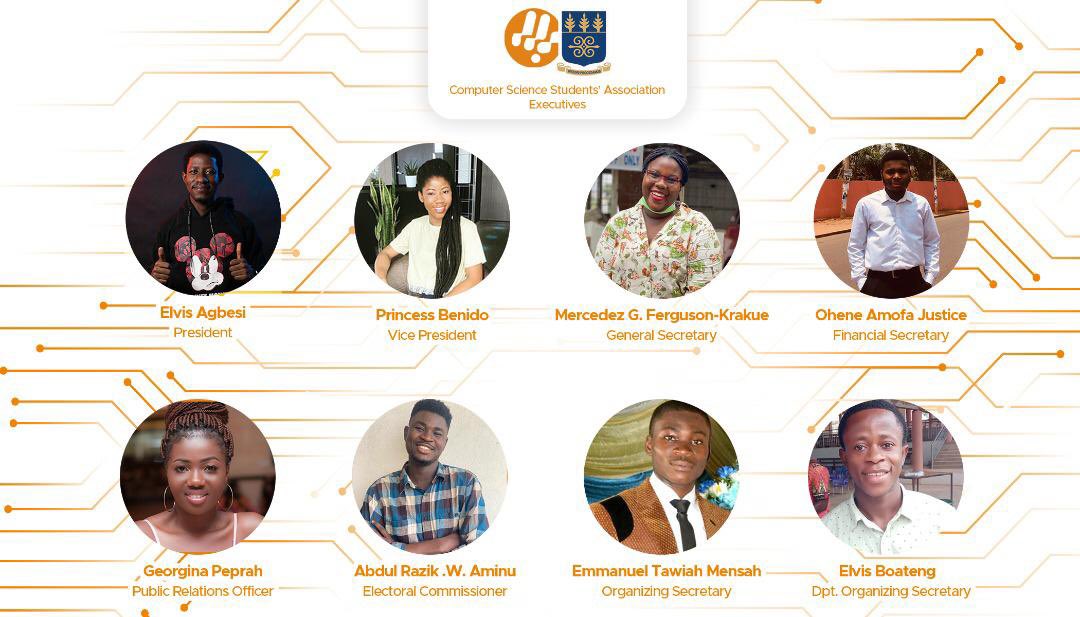 Computer Science Students' Association
Executives
ONLY
Elvis Agbesi
President
Princess Benido
Vice President
Mercedez G. Ferguson-Krakue
General Secretary
Ohene Amofa Justice
Financial Secretary
Georgina Peprah
Public Relations Officer
Abdul Razik .W. Aminu
Electoral Commissioner
Emmanuel Tawiah Mensah
Organizing Secretary
Elvis Boateng
Dpt. Organizing Secretary